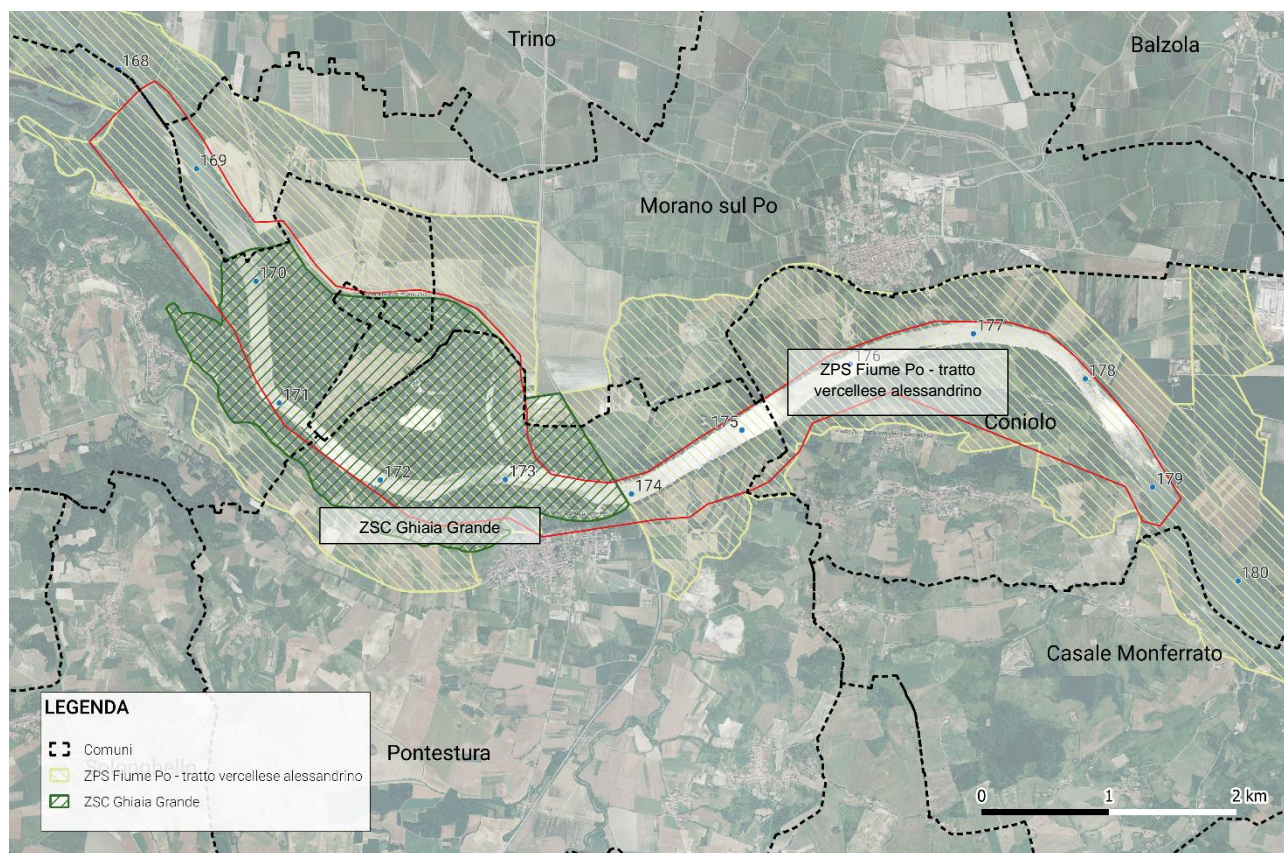 Trino
Balzola
168
169
Morano sul Po
170
177
176
ZPS Fiume Po - tratto
vercellese alessandrino
178
171
175
Coniolo
172
173
174
179
ZSC Ghiaia Grande
180
Casale Monferrato
LEGENDA
Comuni
Solonghello
ZPS Fiume Po - tratto vercellese alessandrino
ZSC Ghiaia Grande
Pontestura
0 1 2 km